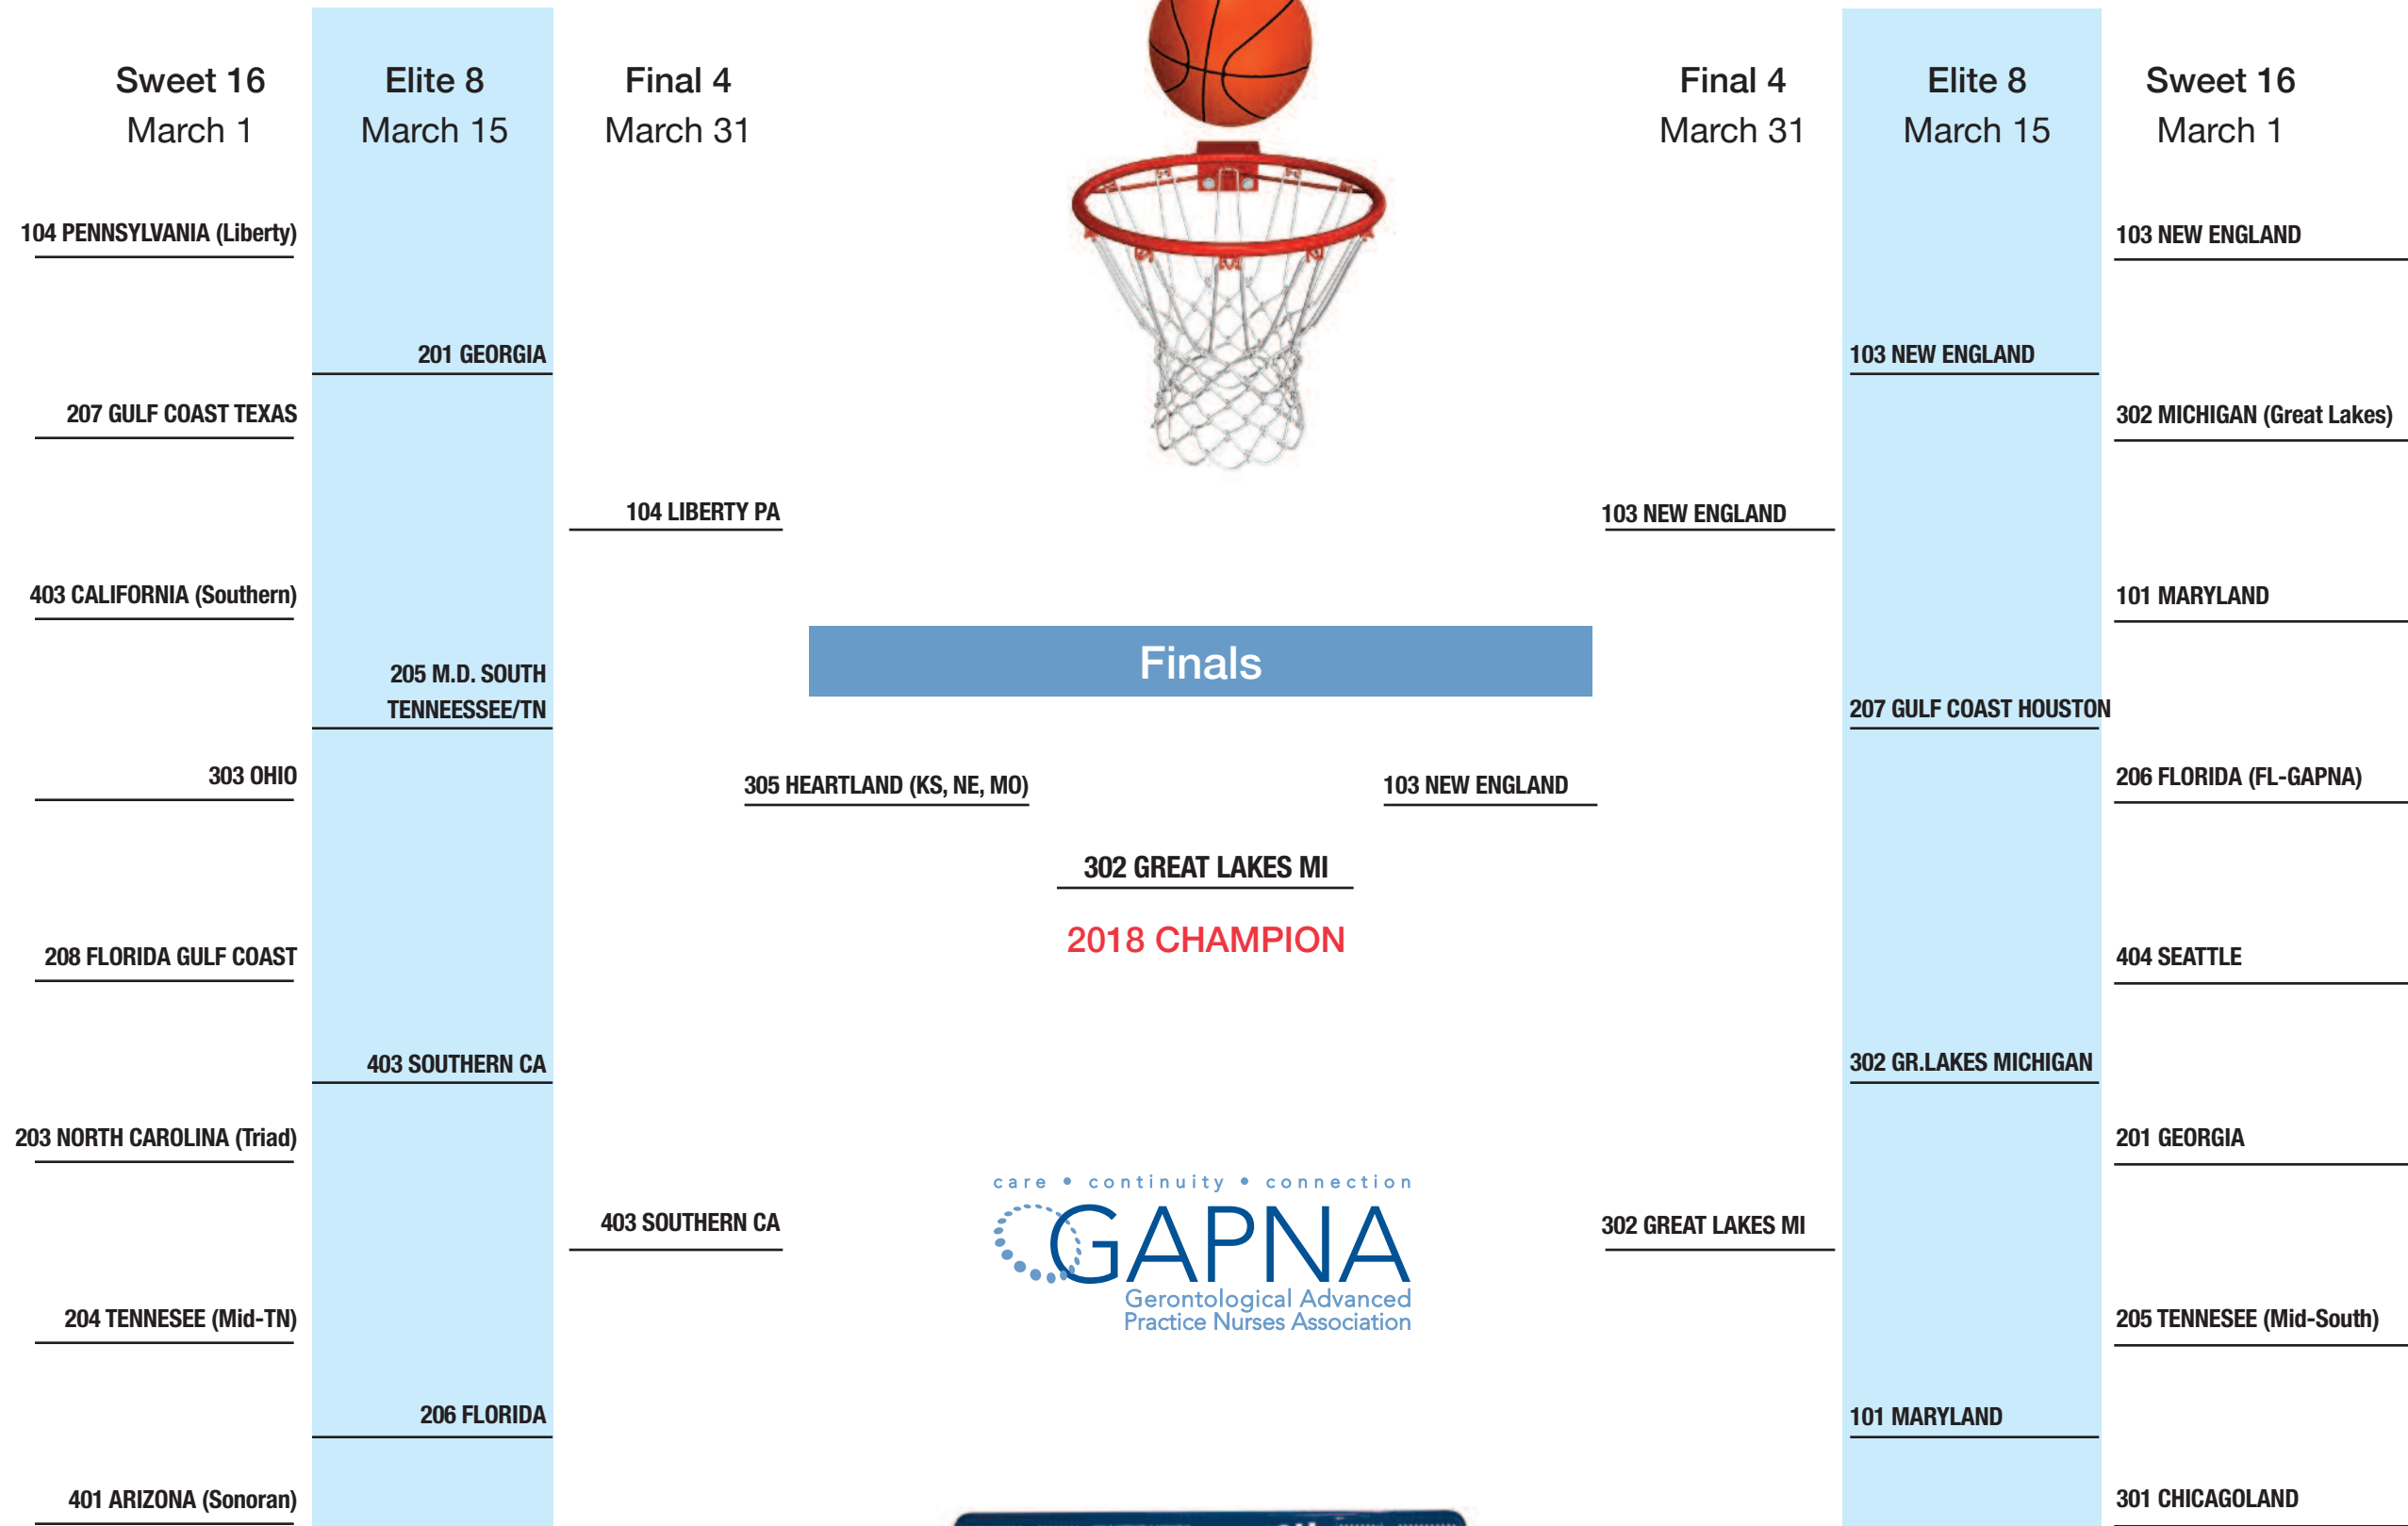 Sweet 16
March 1
Elite 8
March 15
Final 4
March 31
Final 4
March 31
Elite 8
March 15
Sweet 16
March 1
104 PENNSYLVANIA (Liberty)
207 GULF COAST TEXAS
403 CALIFORNIA (Southern)
303 OHIO
208 FLORIDA GULF COAST
203 NORTH CAROLINA (Triad)
204 TENNESEE (Mid-TN)
401 ARIZONA (Sonoran)
201 GEORGIA
205 M.D. SOUTH
TENNEESSEE/TN
403 SOUTHERN CA
206 FLORIDA
104 LIBERTY PA
403 SOUTHERN CA
Finals
305 HEARTLAND (KS, NE, MO)
103 NEW ENGLAND
302 GREAT LAKES MI
2018 CHAMPION
care • continuity • connection
GAPNA
Gerontological Advanced
Practice Nurses Association
103 NEW ENGLAND
302 GREAT LAKES MI
103 NEW ENGLAND
207 GULF COAST HOUSTON
302 GR.LAKES MICHIGAN
101 MARYLAND
103 NEW ENGLAND
302 MICHIGAN (Great Lakes)
101 MARYLAND
206 FLORIDA (FL-GAPNA)
404 SEATTLE
201 GEORGIA
205 TENNESEE (Mid-South)
301 CHICAGOLAND